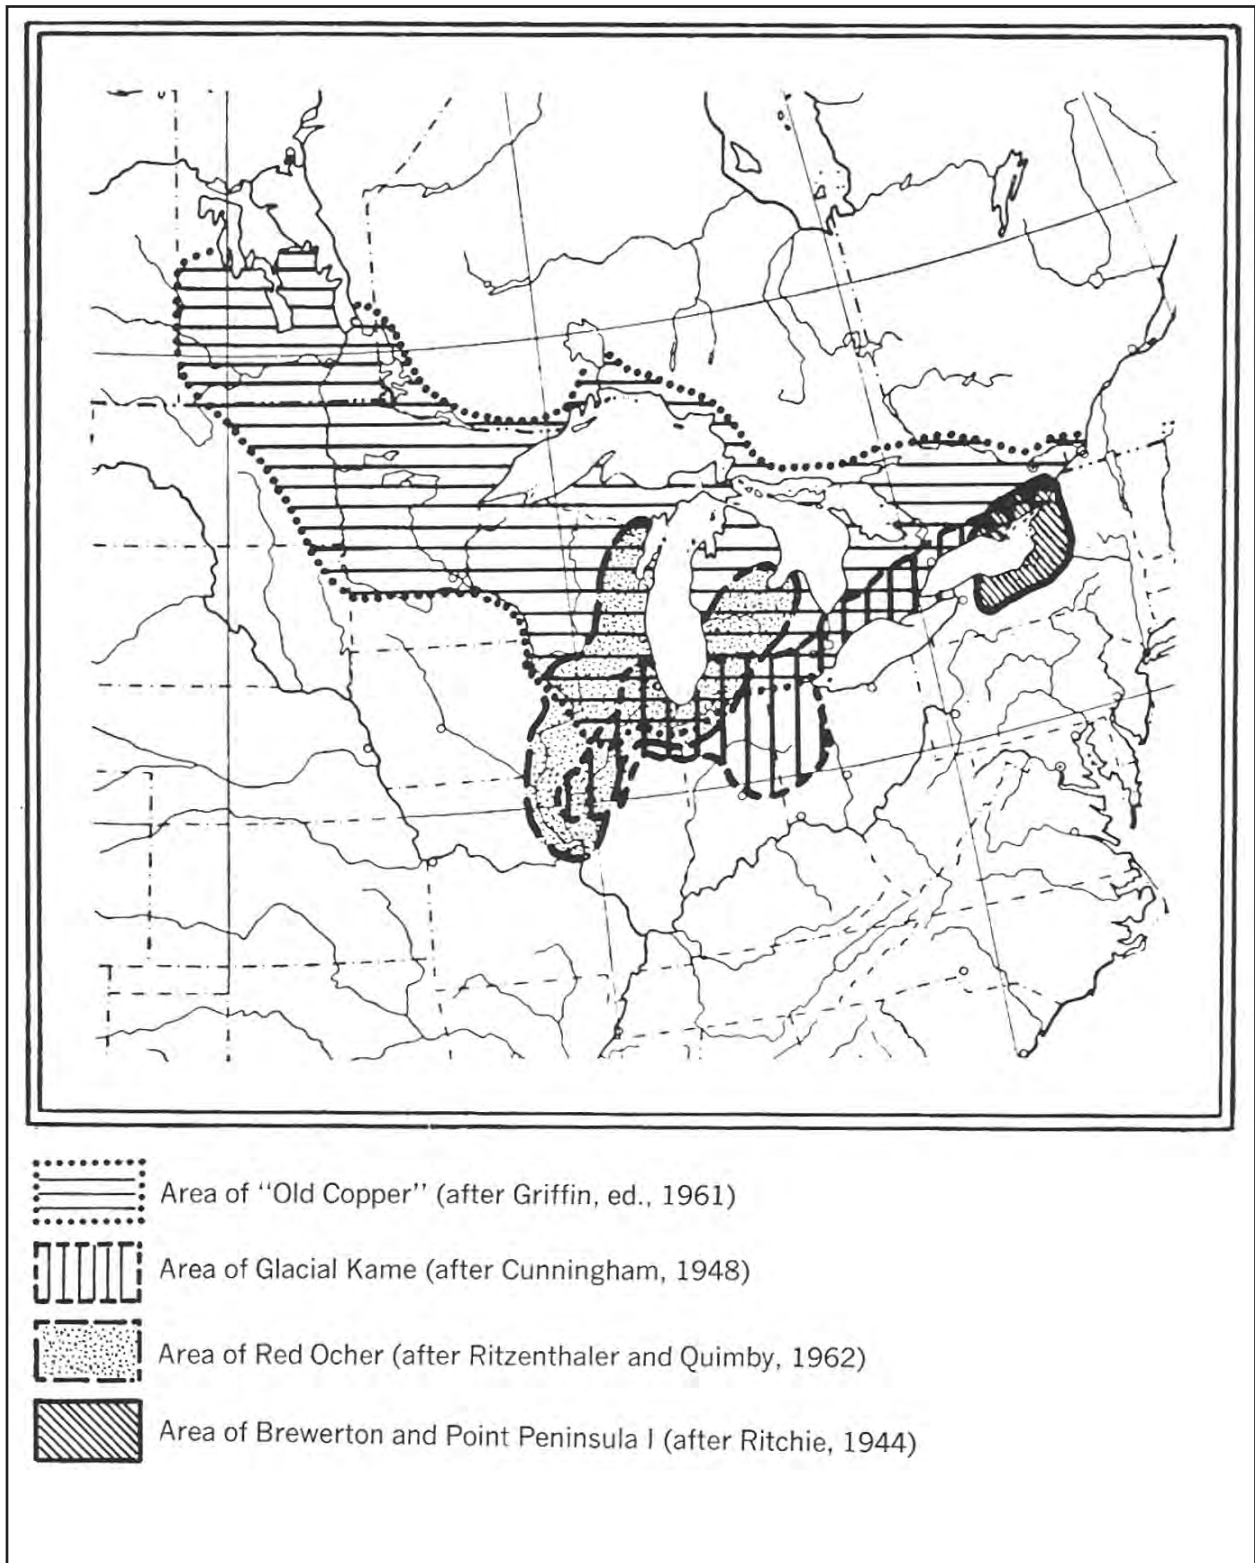 Area of “Old Copper” (after Griffin, ed., 1961)
Area of Glacial Kame (after Cunningham, 1948)
Area of Red Ocher (after Ritzenthaler and Quimby, 1962)
Area of Brewerton and Point Peninsula I (after Ritchie, 1944)